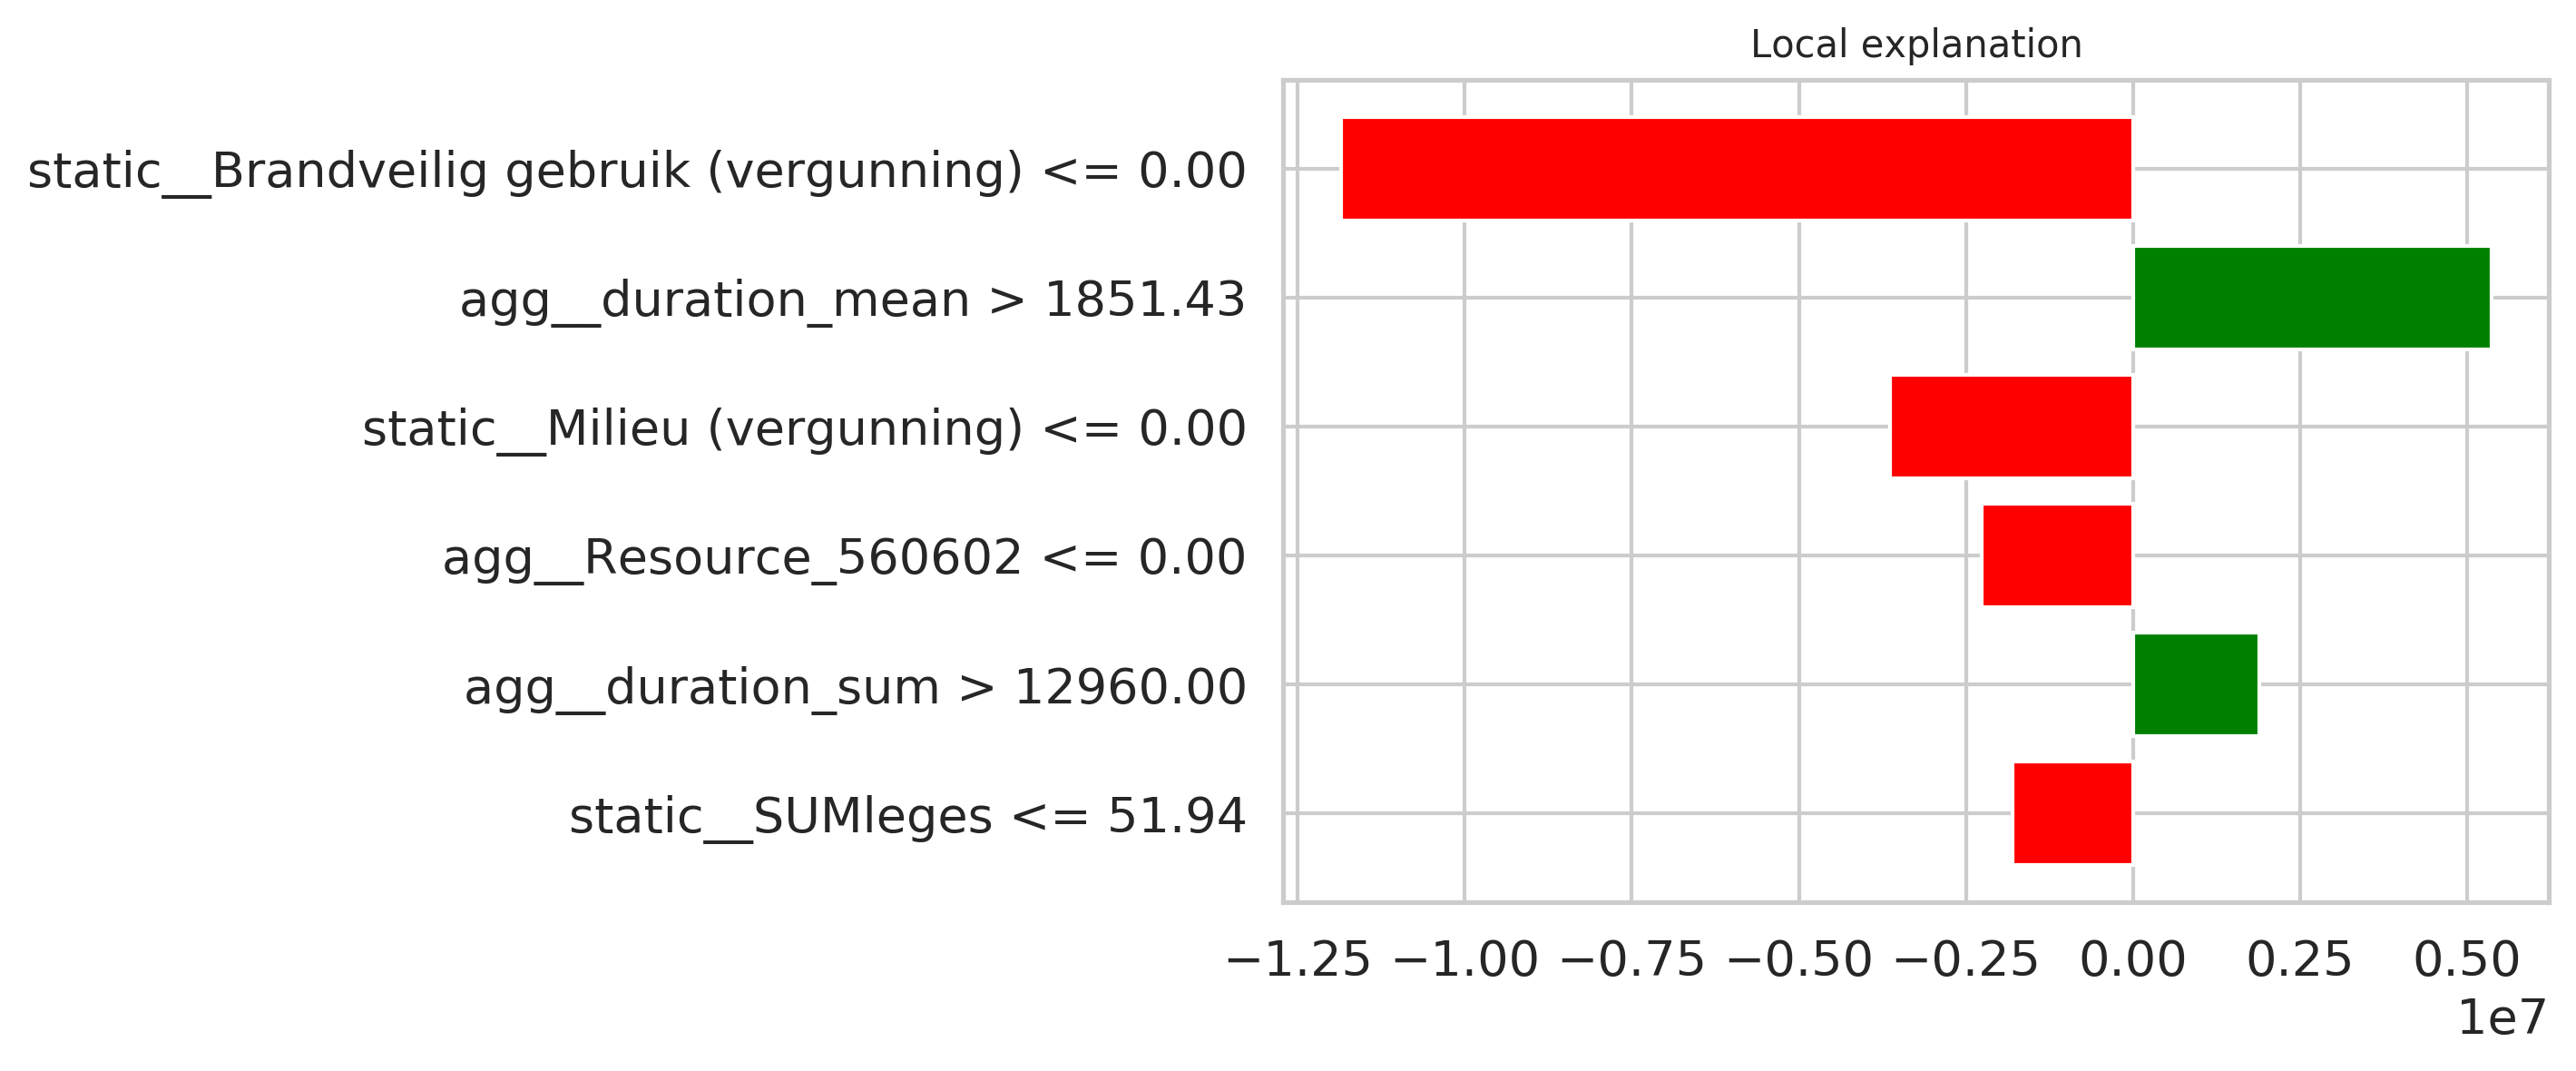 Local explanation
static__Brandveilig gebruik (vergunning) <= 0.00
agg__duration_mean > 1851.43
static__Milieu (vergunning) <= 0.00
agg__Resource_560602 <= 0.00
agg__duration_sum > 12960.00
static__SUMleges <= 51.94
−1.25 −1.00 −0.75 −0.50 −0.25 0.00 0.25 0.50
1e7